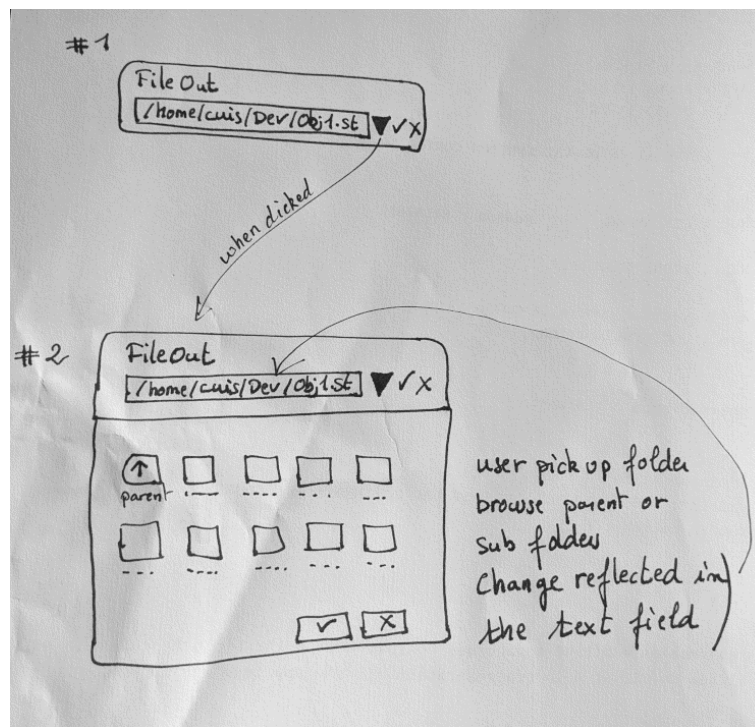 #1
FileOut
/home/cuis/Dev/Obj1.st
when clicked
#2
FileOut
/home/cuis/Dev/Obj1.st
parent
user pick up folder
browse parent or
sub folder
change reflected in
the text field